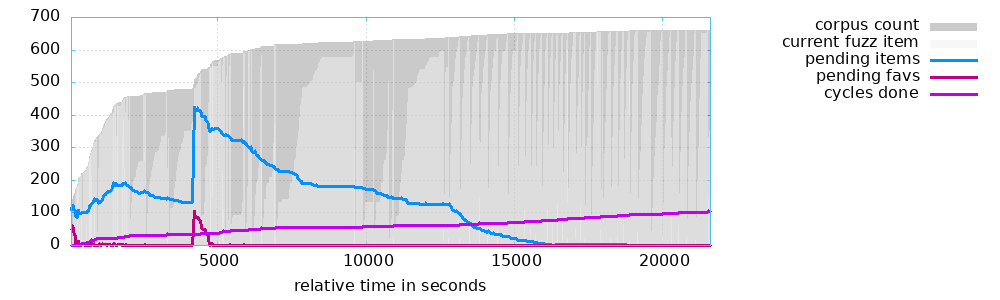 700
600
500
400
300
200
100
0
5000 10000 15000 20000
relative time in seconds
corpus count
current fuzz item
pending items
pending favs
cycles done